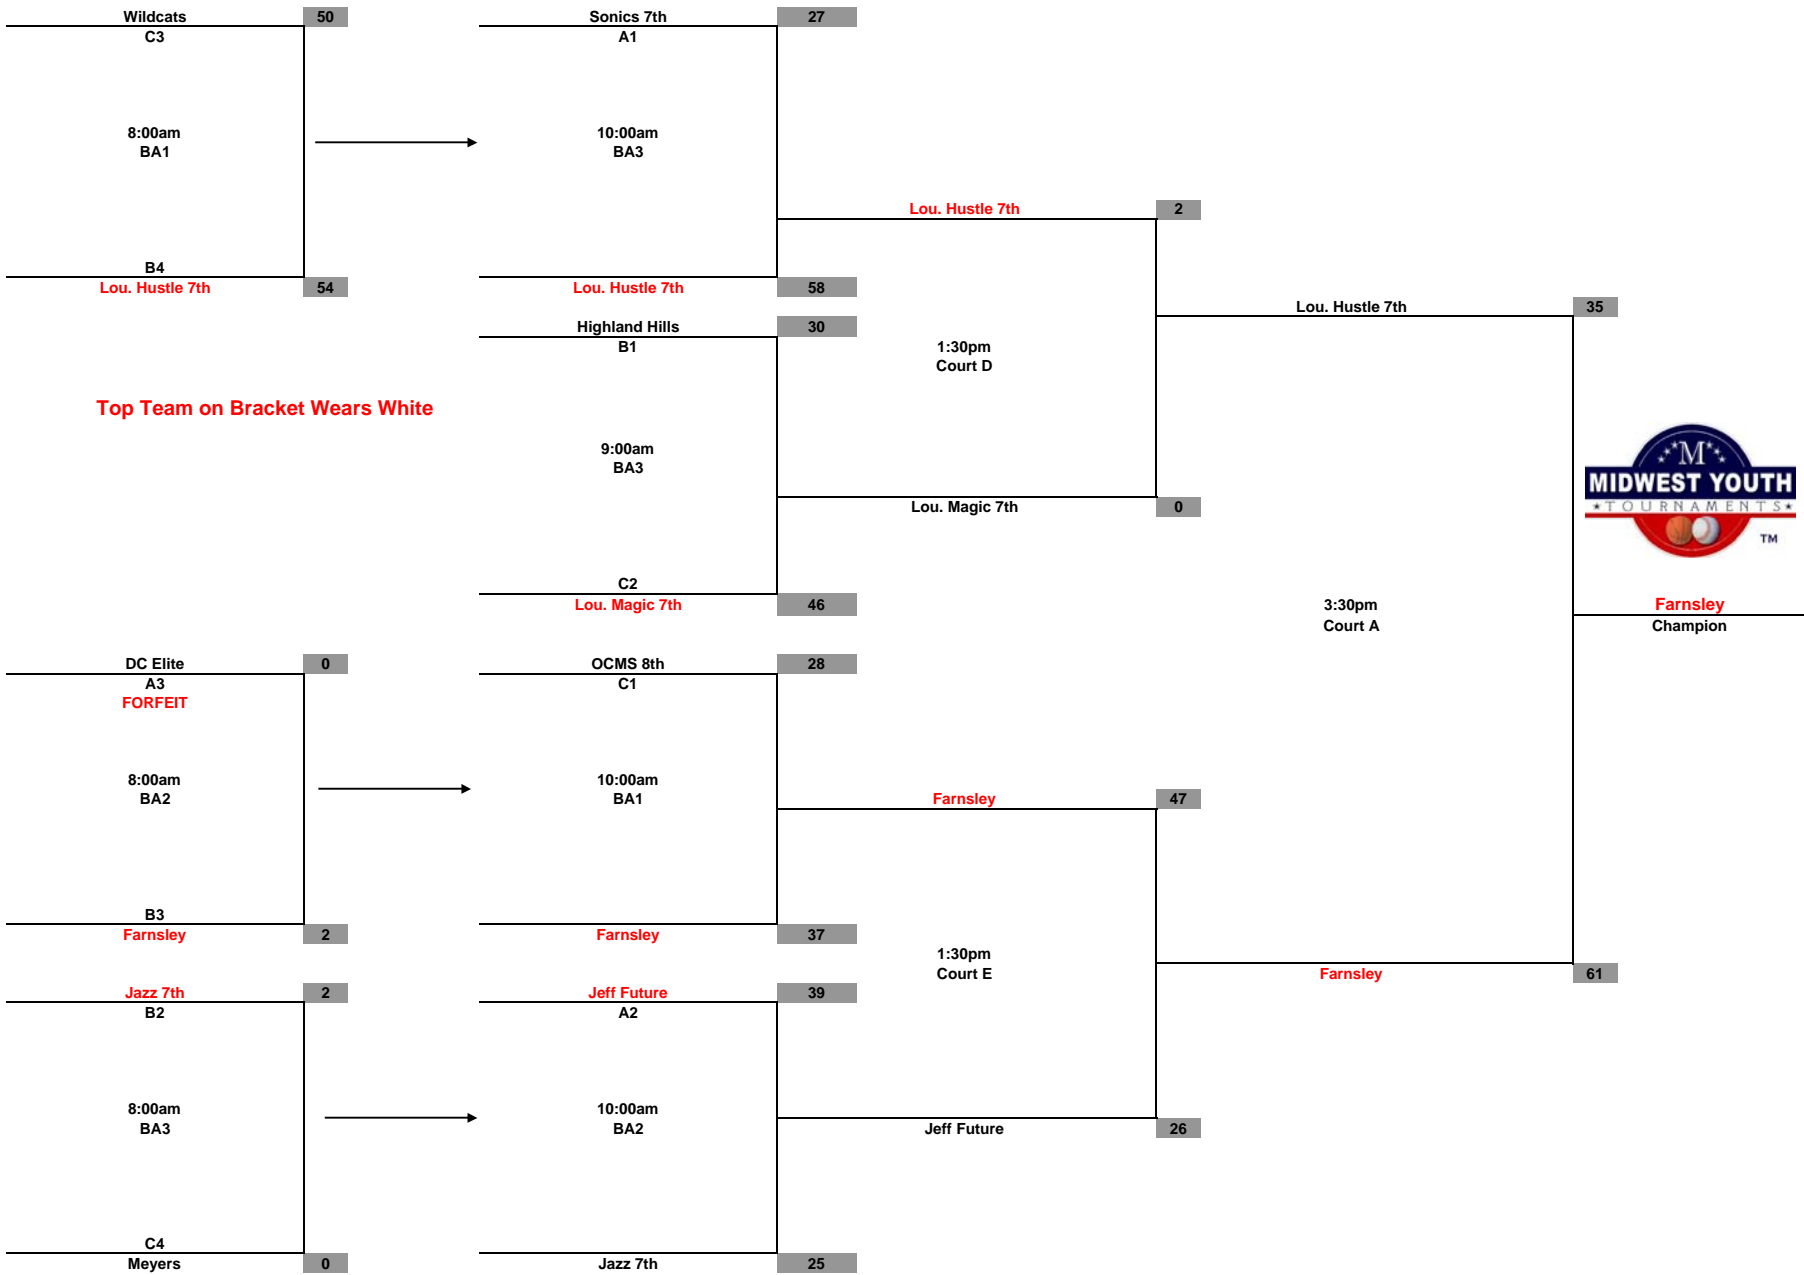 Wildcats 50
C3
8:00am
BA1
B4
Lou. Hustle 7th 54
Sonics 7th 27
A1
10:00am
BA3
Lou. Hustle 7th 58
Highland Hills 30
B1
9:00am
BA3
C2
Lou. Magic 7th 46
Top Team on Bracket Wears White
Lou. Hustle 7th 2
1:30pm
Court D
Lou. Magic 7th 0
Lou. Hustle 7th 35
3:30pm
Court A
M
MIDWEST YOUTH
TOURNAMENTS
TM
Farnsley
Champion
DC Elite 0
A3
FORFEIT
8:00am
BA2
B3
Farnsley 2
OCMS 8th 28
C1
10:00am
BA1
Farnsley 37
Farnsley 47
1:30pm
Court E
Jeff Future 26
Farnsley 61
Jazz 7th 2
B2
8:00am
BA3
C4
Meyers 0
Jeff Future 39
A2
10:00am
BA2
Jazz 7th 25